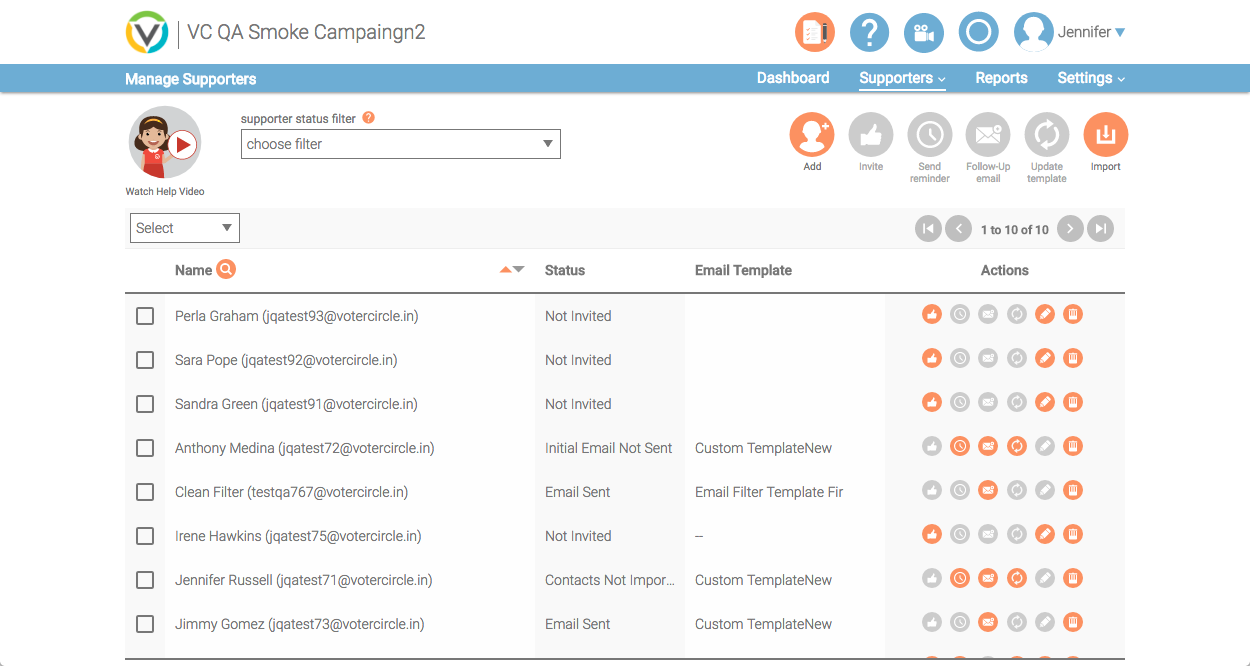 VC QA Smoke Campaingn2
Jennifer
Manage Supporters
Dashboard
Supporters
Reports
Settings
supporter status filter ?
choose filter
Watch Help Video
Add
Invite
Send
reminder
Follow-Up
email
Update
template
Import
Select
1 to 10 of 10
Name
Status
Email Template
Actions
Perla Graham (jqatest93@votercircle.in) Not Invited
Sara Pope (jqatest92@votercircle.in) Not Invited
Sandra Green (jqatest91@votercircle.in) Not Invited
Anthony Medina (jqatest72@votercircle.in) Initial Email Not Sent Custom TemplateNew
Clean Filter (testqa767@votercircle.in) Email Sent Email Filter Template Fir
Irene Hawkins (jqatest75@votercircle.in) Not Invited --
Jennifer Russell (jqatest71@votercircle.in) Contacts Not Impor... Custom TemplateNew
Jimmy Gomez (jqatest73@votercircle.in) Email Sent Custom TemplateNew